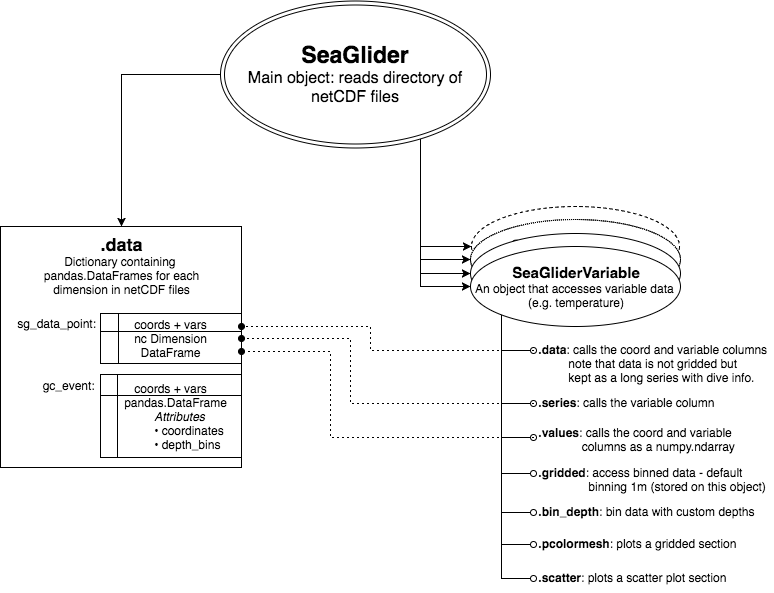 SeaGlider
Main object: reads directory of
netCDF files
.data
Dictionary containing
pandas.DataFrames for each
dimension in netCDF files
sg_data_point:
coords + vars
nc Dimension
DataFrame
gc_event:
coords + vars
pandas.DataFrame
Attributes
• coordinates
• depth_bins
SeaGliderVariable
An object that accesses variable data
(e.g. temperature)
.data: calls the coord and variable columns
note that data is not gridded but
kept as a long series with dive info.
.series: calls the variable column
.values: calls the coord and variable
columns as a numpy.ndarray
.gridded: access binned data - default
binning 1m (stored on this object)
.bin_depth: bin data with custom depths
.pcolormesh: plots a gridded section
.scatter: plots a scatter plot section